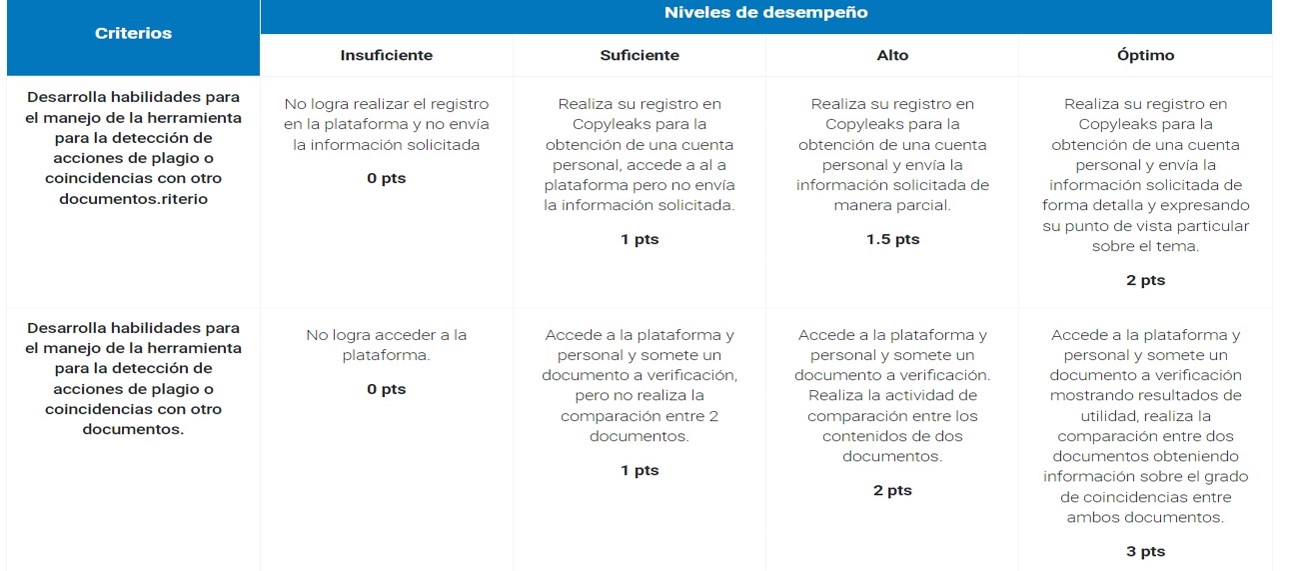 Criterios
Niveles de desempeño
Insuficiente
Suficiente
Alto
Óptimo
Desarrolla habilidades para
el manejo de la herramienta
para la detección de
acciones de plagio o
coincidencias con otro
documentos.riterio
No logra realizar el registro
en la plataforma y no envía
la información solicitada
0 pts
Realiza su registro en
Copyleaks para la
obtención de una cuenta
personal, accede a al a
plataforma pero no envía
la información solicitada.
1 pts
Realiza su registro en
Copyleaks para la
obtención de una cuenta
personal y envía la
información solicitada de
manera parcial.
1.5 pts
Realiza su registro en
Copyleaks para la
obtención de una cuenta
personal y envía la
información solicitada de
forma detalla y expresando
su punto de vista particular
sobre el tema.
2 pts
Desarrolla habilidades para
el manejo de la herramienta
para la detección de
acciones de plagio o
coincidencias con otro
documentos.
No logra acceder a la
plataforma.
0 pts
Accede a la plataforma y
personal y somete un
documento a verificación,
pero no realiza la
comparación entre 2
documentos.
1 pts
Accede a la plataforma y
personal y somete un
documento a verificación.
Realiza la actividad de
comparación entre los
contenidos de dos
documentos.
2 pts
Accede a la plataforma y
personal y somete un
documento a verificación
mostrando resultados de
utilidad, realiza la
comparación entre dos
documentos obteniendo
información sobre el grado
de coincidencias entre
ambos documentos.
3 pts